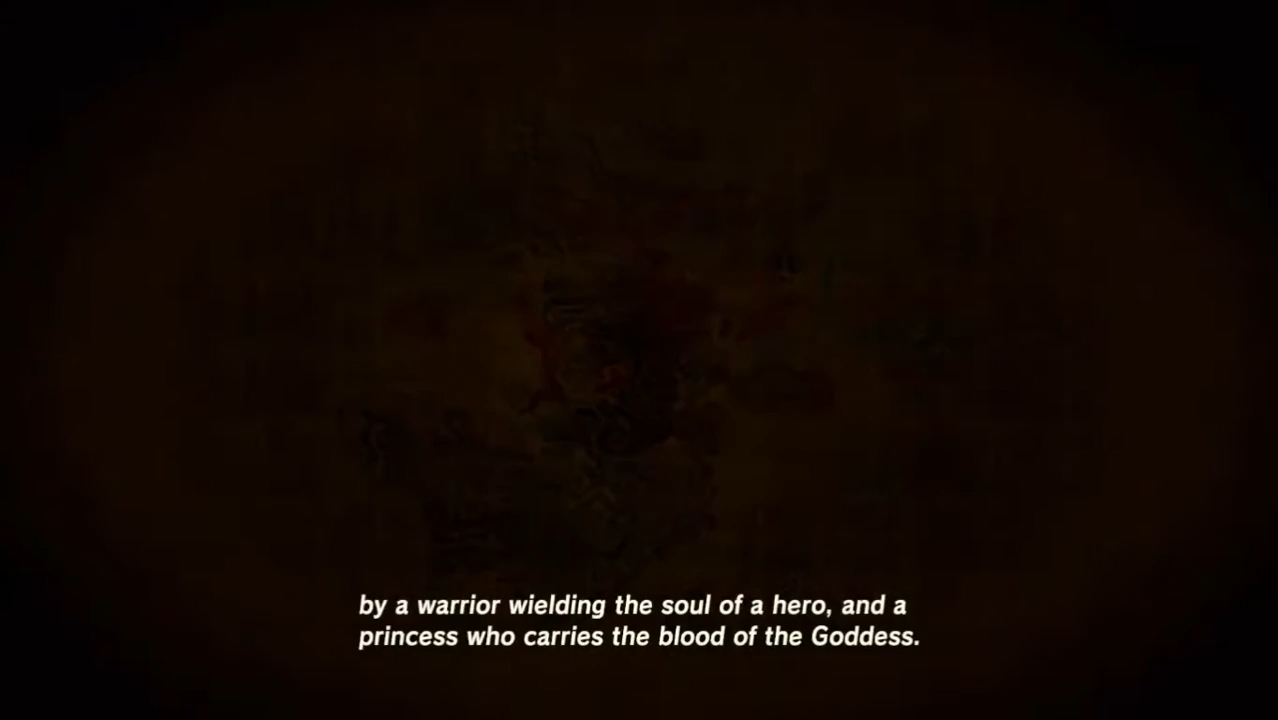 by a warrior wielding the soul of a hero, and a
princess who carries the blood of the Goddess.